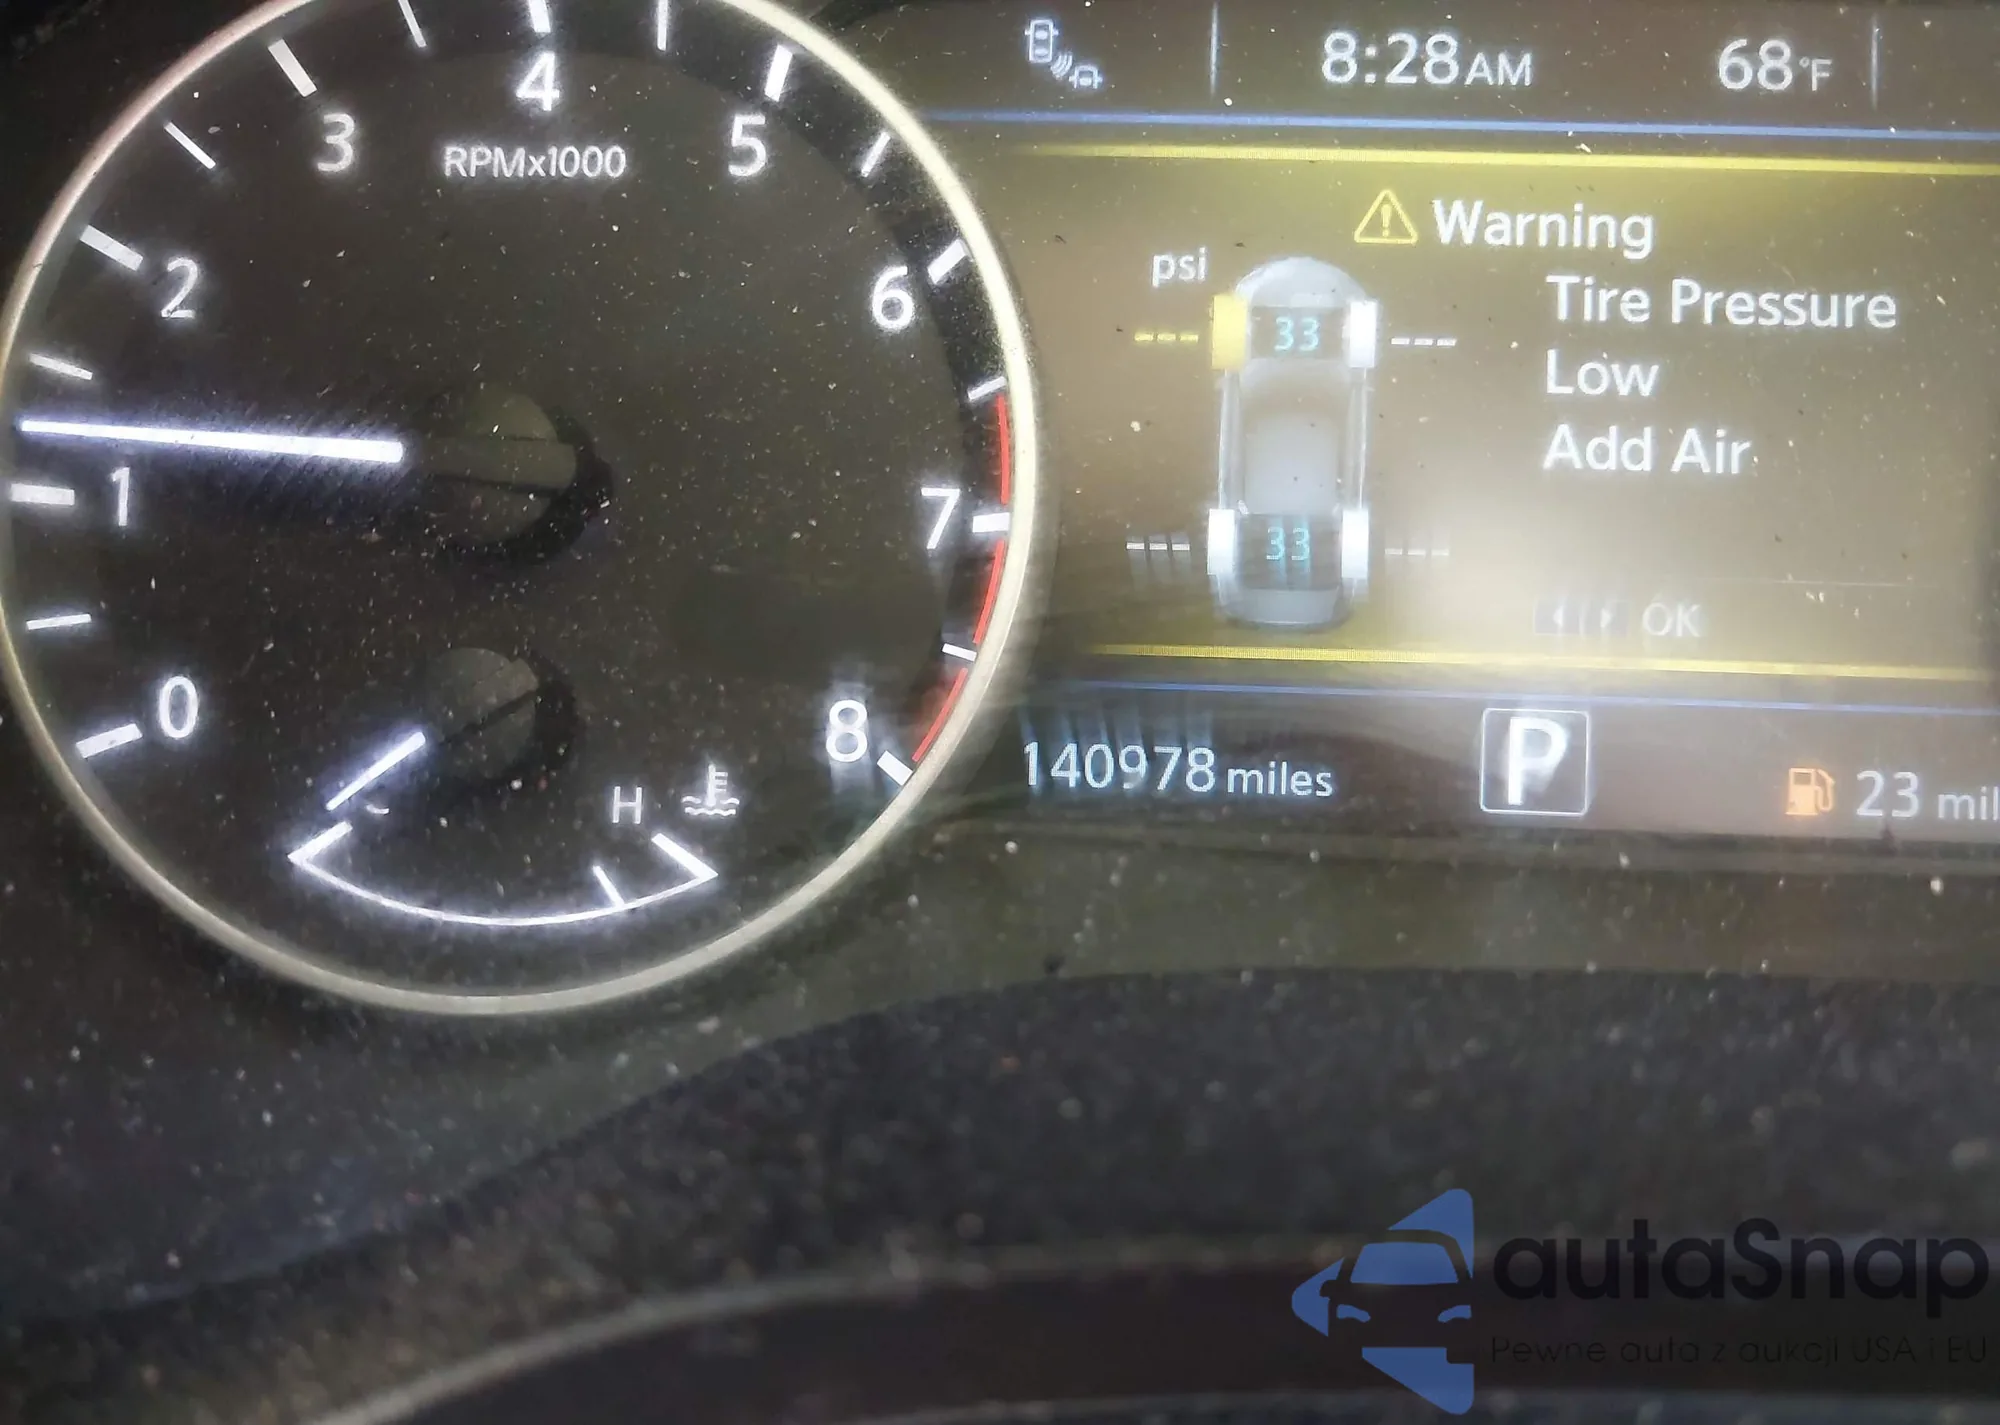 8:28AM 68°F
4
3 5
RPMx1000
2 6
1 7
0 8
H
Warning
psi
Tire Pressure
--- 33 ---
Low
Add Air
--- 33 ---
OK
140978 miles P 23 mil
autaSnap
Pewne auta z aukcji USA i EU